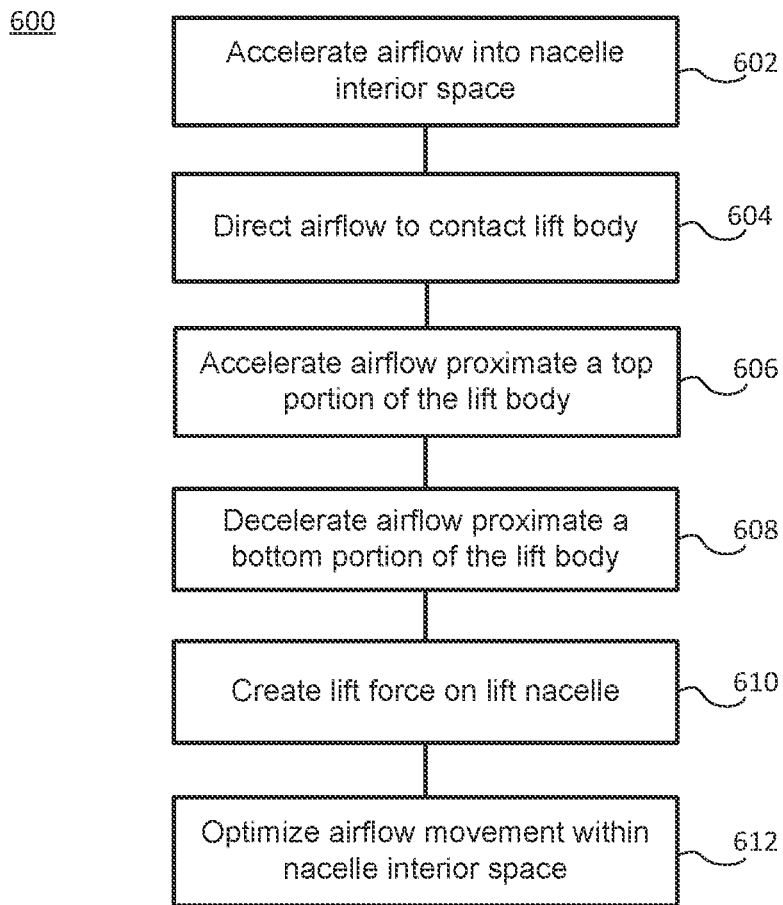 600
Accelerate airflow into nacelle
interior space
602
Direct airflow to contact lift body
604
Accelerate airflow proximate a top
portion of the lift body
606
Decelerate airflow proximate a
bottom portion of the lift body
608
Create lift force on lift nacelle
610
Optimize airflow movement within
nacelle interior space
612